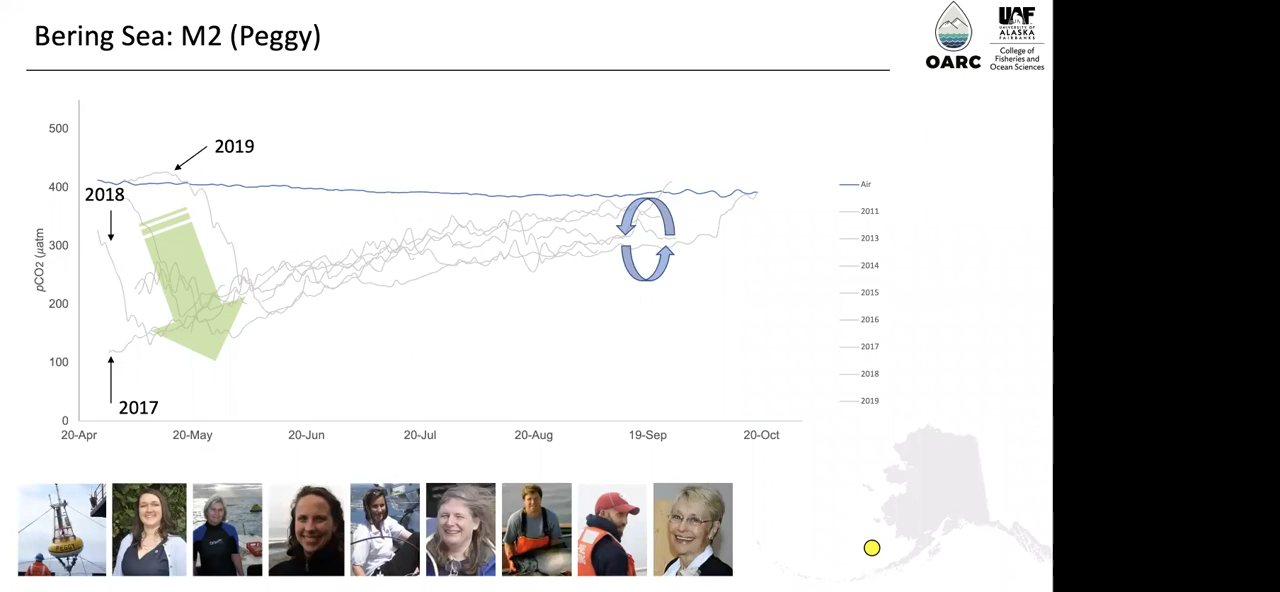 Bering Sea: M2 (Peggy)
OARC
UAF
UNIVERSITY OF
ALASKA
FAIRBANKS
College of
Fisheries and
Ocean Sciences
500
400
300
200
100
0
pCO2 (µatm
20-Apr
20-May
20-Jun
20-Jul
20-Aug
19-Sep
20-Oct
2019
2018
2017
Air
2011
2013
2014
2015
2016
2017
2018
2019
PEGGY